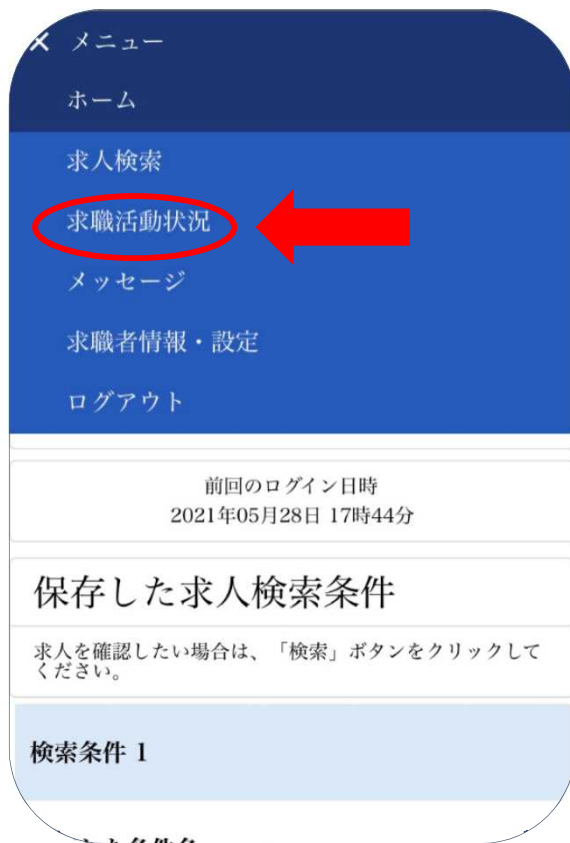 × メニュー
ホーム
求人検索
求職活動状況
メッセージ
求職者情報・設定
ログアウト
前回のログイン日時
2021年05月28日 17時44分
保存した求人検索条件
求人を確認したい場合は、「検索」ボタンをクリックして
ください。
検索条件 1